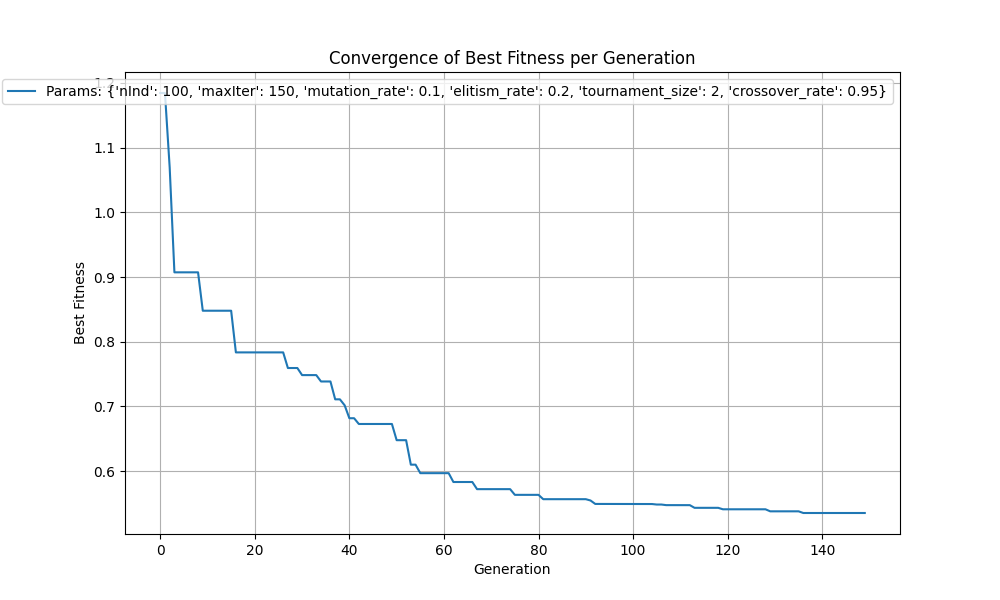 Convergence of Best Fitness per Generation
1.2
Params: {'nInd': 100, 'maxIter': 150, 'mutation_rate': 0.1, 'elitism_rate': 0.2, 'tournament_size': 2, 'crossover_rate': 0.95}
1.1
1.0
0.9
0.8
0.7
0.6
Best Fitness
0 20 40 60 80 100 120 140
Generation